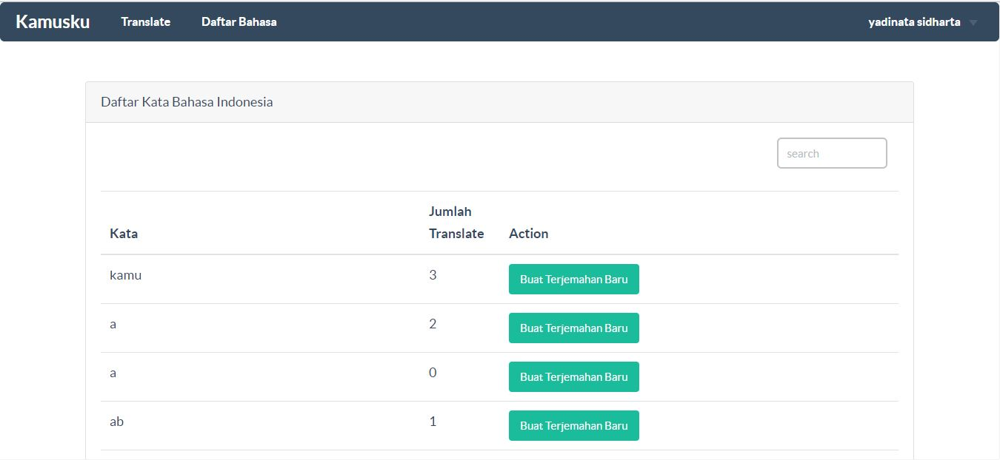 Kamusku Translate Daftar Bahasa yadinata sidharta
Daftar Kata Bahasa Indonesia
search
Kata Jumlah Translate Action
kamu 3 Buat Terjemahan Baru
a 2 Buat Terjemahan Baru
a 0 Buat Terjemahan Baru
ab 1 Buat Terjemahan Baru